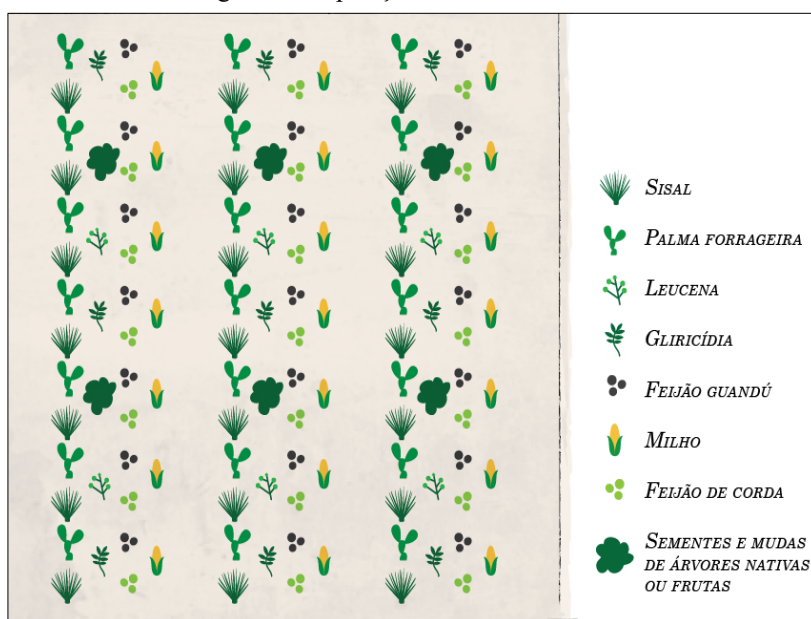 Sisal
Palma forrageira
Leucena
Gliricídia
Feijão guandú
Milho
Feijão de corda
Sementes e mudas
de árvores nativas
ou frutas